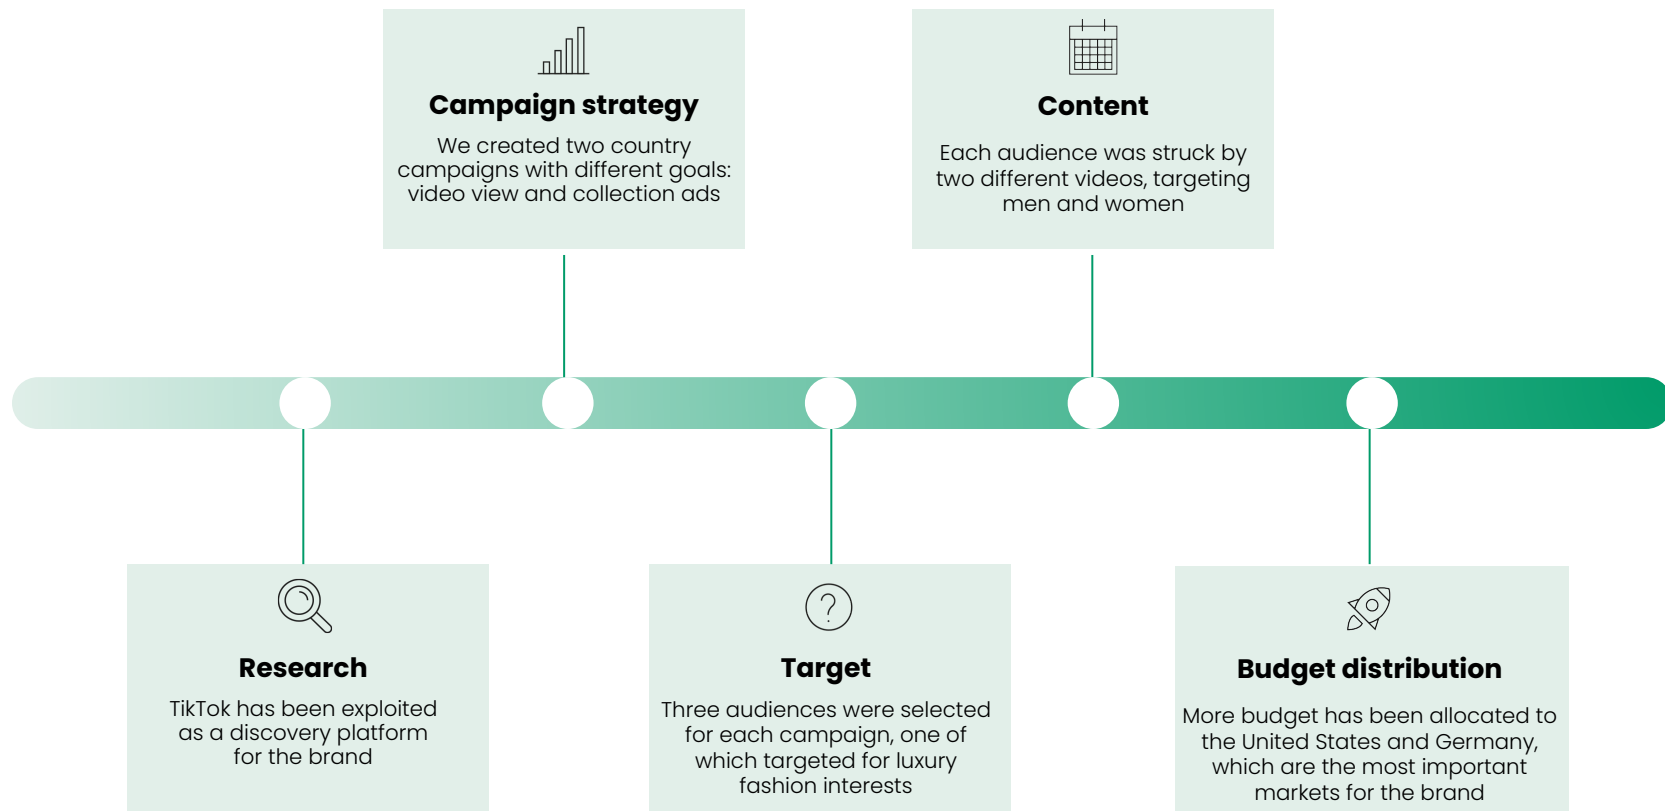 Campaign strategy
We created two country
campaigns with different goals:
video view and collection ads
Content
Each audience was struck by
two different videos, targeting
men and women
Research
TikTok has been exploited
as a discovery platform
for the brand
?
Target
Three audiences were selected
for each campaign, one of
which targeted for luxury
fashion interests
Budget distribution
More budget has been allocated to
the United States and Germany,
which are the most important
markets for the brand